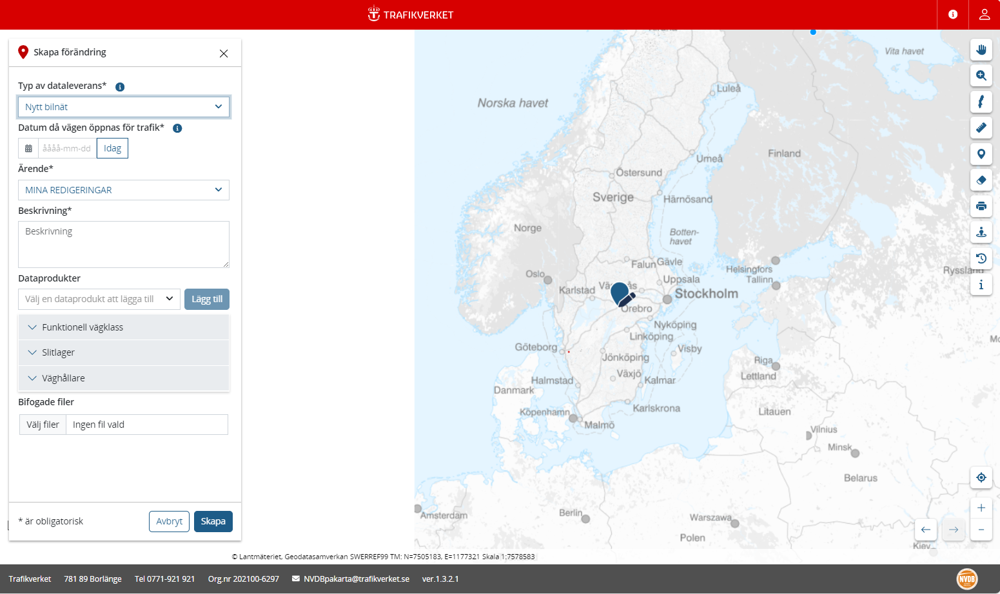 TRAFIKVERKET
Skapa förändring
Typ av dataleverans*
Nytt bilnät
Datum då vägen öppnas för trafik*
åååå-mm-dd
Idag
Ärende*
MINA REDIGERINGAR
Beskrivning*
Beskrivning
Dataprodukter
Välj en dataprodukt att lägga till
Lägg till
Funktionell vägklass
Slitlager
Väghållare
Bifogade filer
Välj filer
Ingen fil vald
* är obligatorisk
Avbryt
Skapa
Vita havet
Luleå
Norska havet
Umeå
Finland
Östersund
Sverige
Härnösand
Norge
Botten-
havet
Falun
Gävle
Helsingfors
Oslo
Tallinn
Ryssland
Karlstad
Uppsala
Stockholm
Örebro
Nyköping
Linköping
Göteborg
Visby
Jönköping
Riga
Växjö
Lettland
Halmstad
Kalmar
Danmark
Karlskrona
Köpenhamn
Litauen
Malmö
Vilnius
Minsk
Belarus
Berlin
Amsterdam
Warszawa
Polen
Kiev
© Lantmäteriet, Geodatasamverkan SWERREF99 TM: N=7505183, E=1177321 Skala 1:7578583
Trafikverket
781 89 Borlänge
Tel 0771-921 921
Org.nr 202100-6297
NVDBpakarta@trafikverket.se
ver.1.3.2.1
NVDB